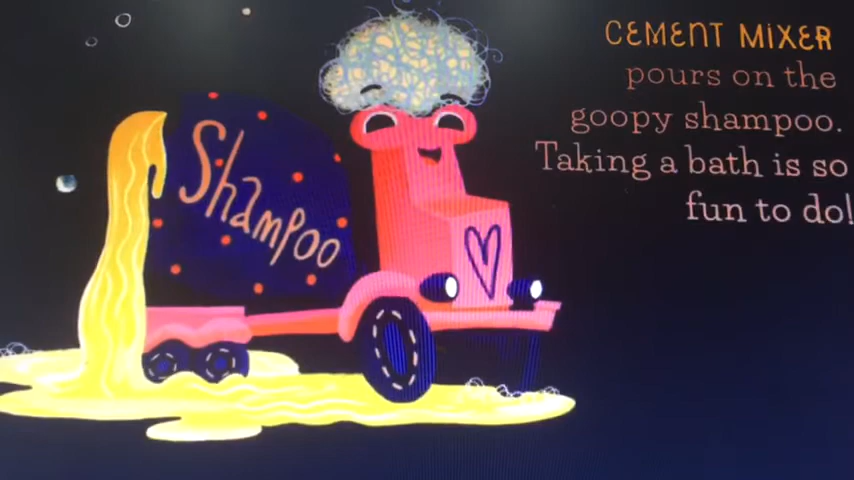 Shampoo
CEMENT MIXER
pours on the
goopy shampoo.
Taking a bath is so
fun to do!